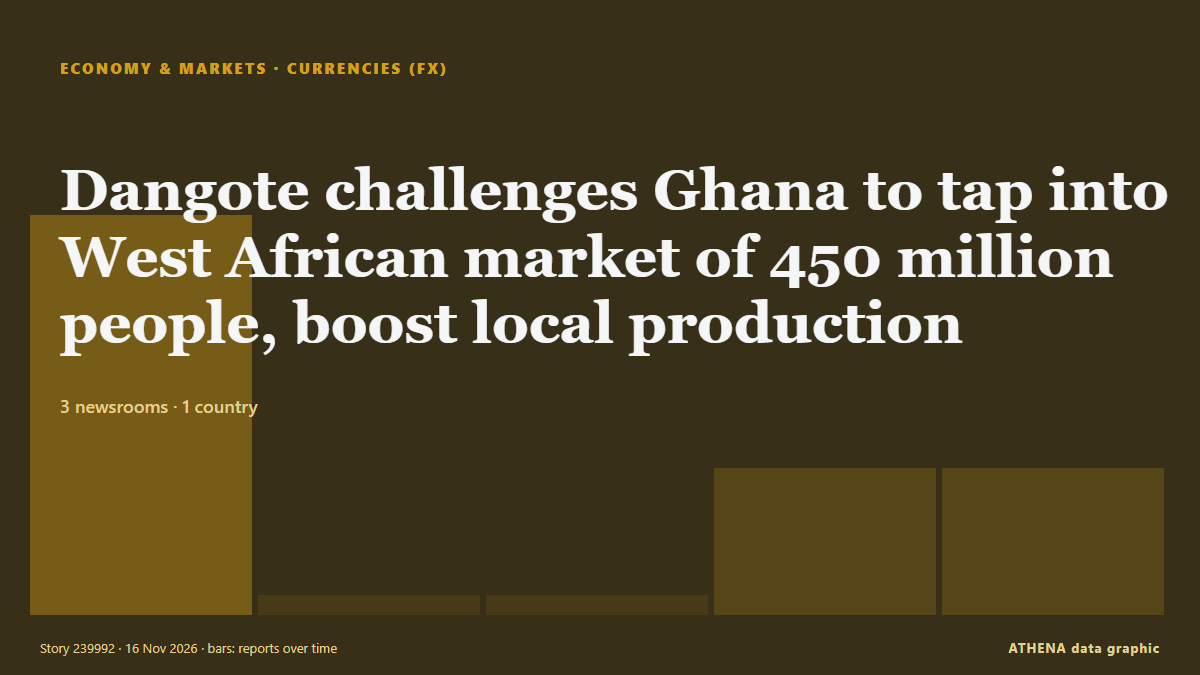 ECONOMY & MARKETS · CURRENCIES (FX)
Dangote challenges Ghana to tap into
West African market of 450 million
people, boost local production
3 newsrooms · 1 country
Story 239992 · 16 Nov 2026 · bars: reports over time
ATHENA data graphic